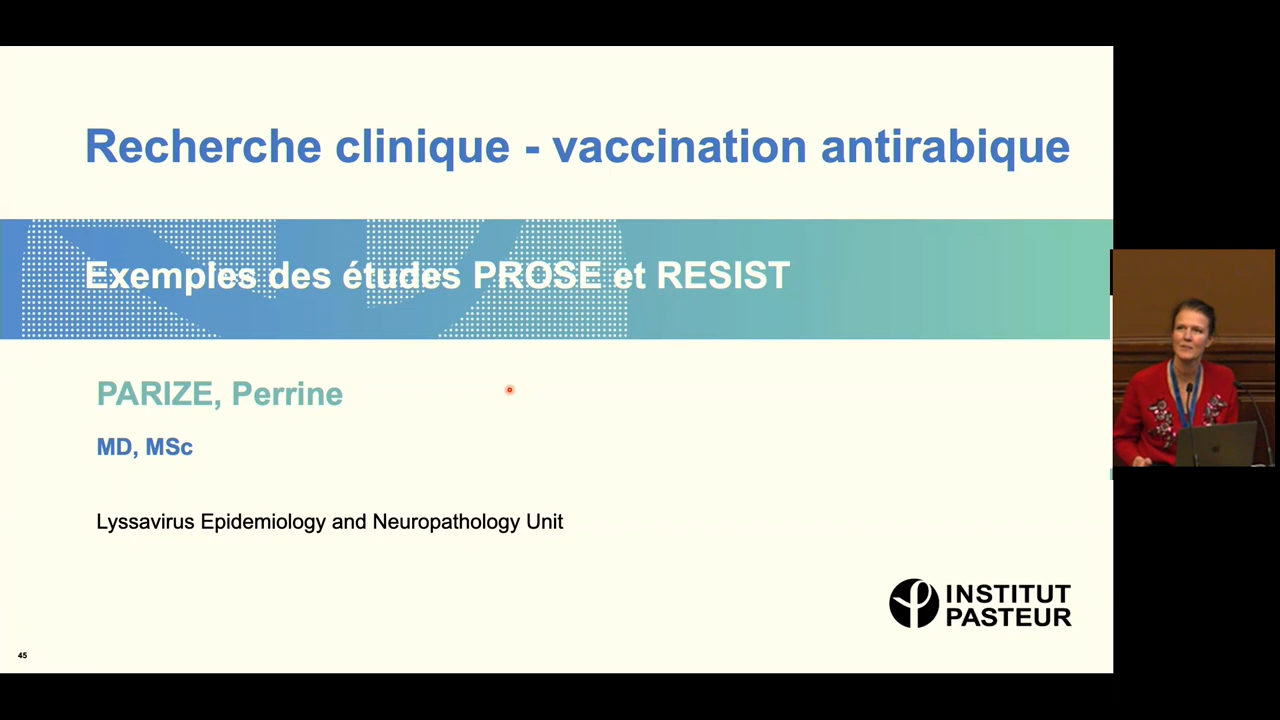 Recherche clinique - vaccination antirabique
Exemples des études PROSE et RESIST
PARIZE, Perrine
MD, MSc
Lyssavirus Epidemiology and Neuropathology Unit
INSTITUT
PASTEUR
45